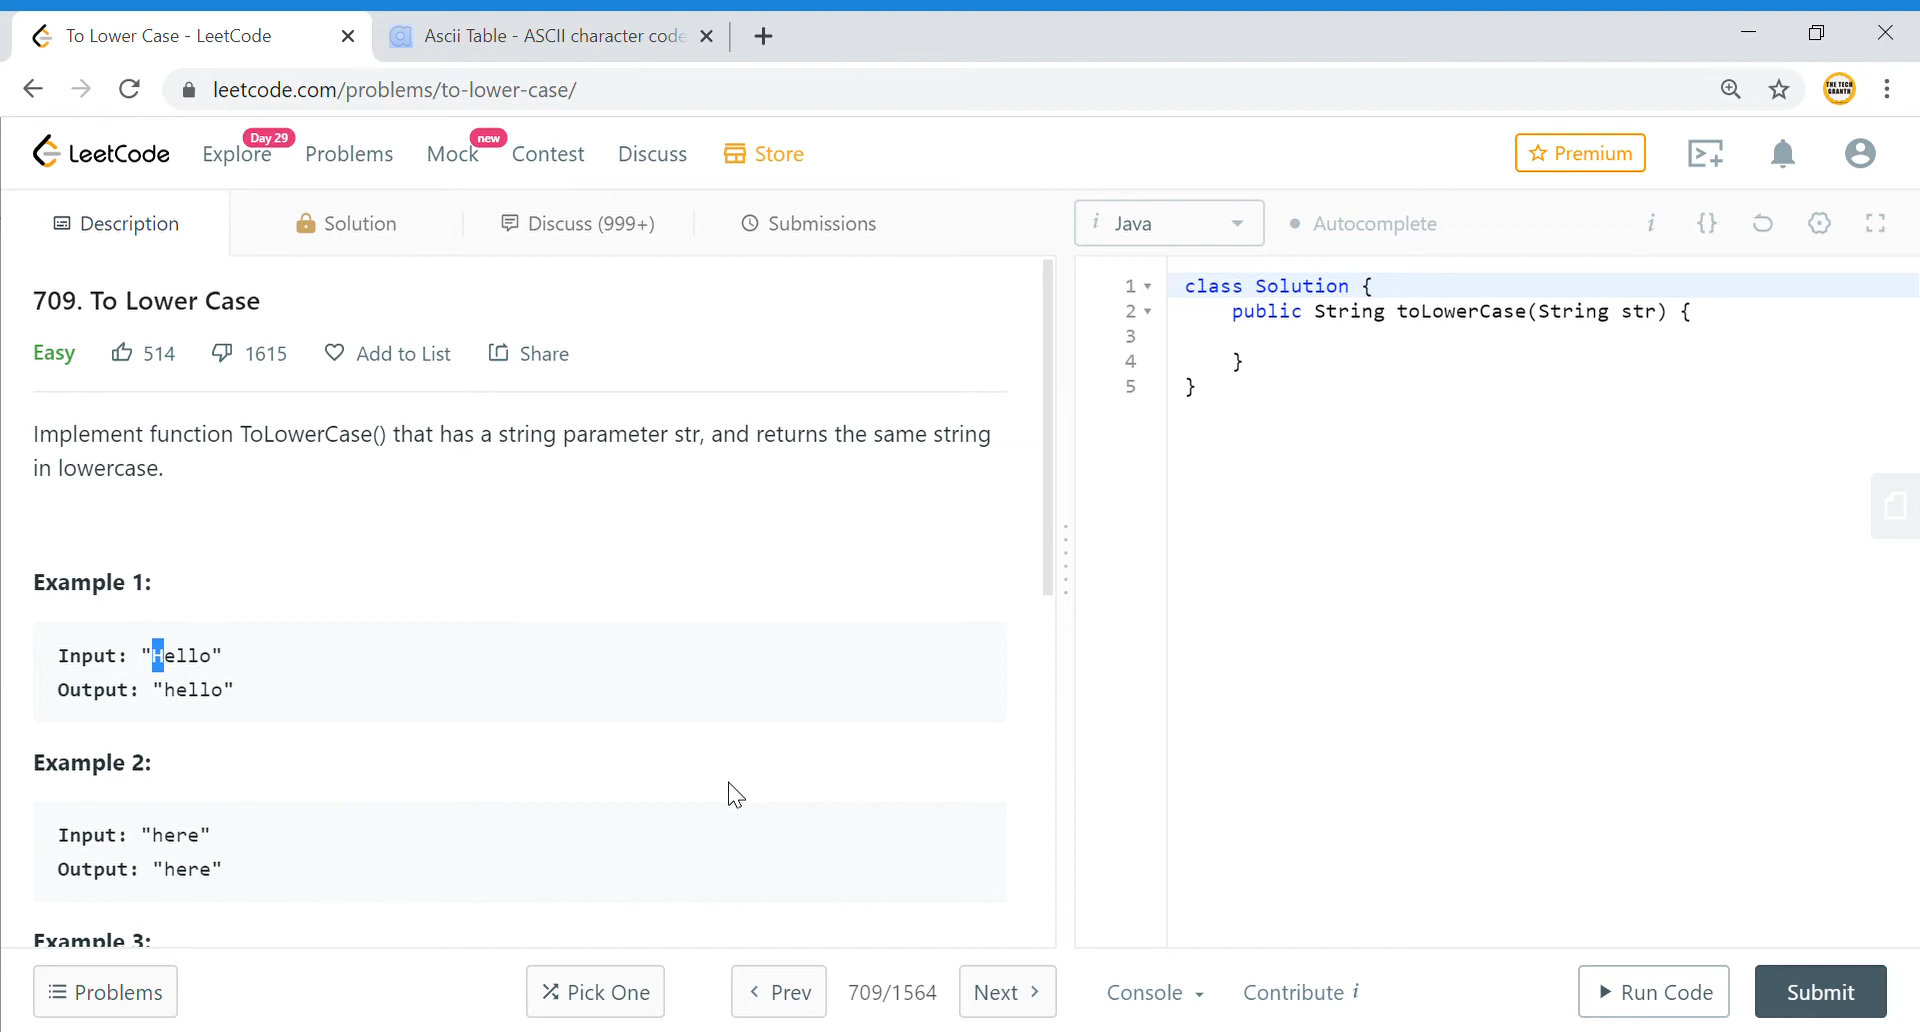 To Lower Case - LeetCode
Ascii Table - ASCII character code
leetcode.com/problems/to-lower-case/
THE TECH GRANTH
LeetCode
Explore
Day 29
Problems
Mock
new
Contest
Discuss
Store
Premium
Description
Solution
Discuss (999+)
Submissions
i Java
Autocomplete
i {}
709. To Lower Case
Easy 514 1615 Add to List Share
Implement function ToLowerCase() that has a string parameter str, and returns the same string
in lowercase.
Example 1:
Input: "Hello"
Output: "hello"
Example 2:
Input: "here"
Output: "here"
Example 3:
1 class Solution {
2 public String toLowerCase(String str) {
3
4 }
5 }
Problems
Pick One
Prev
709/1564
Next
Console
Contribute i
Run Code
Submit